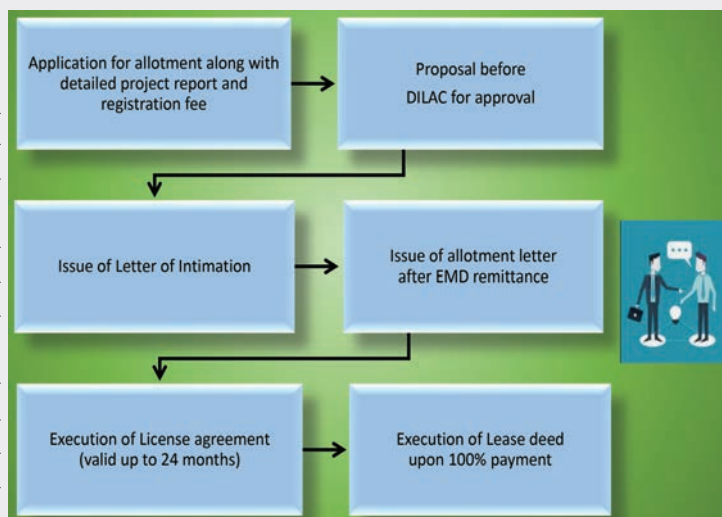 Application for allotment along with
detailed project report and
registration fee
Proposal before
DILAC for approval
Issue of Letter of Intimation
Issue of allotment letter
after EMD remittance
Execution of License agreement
(valid up to 24 months)
Execution of Lease deed
upon 100% payment